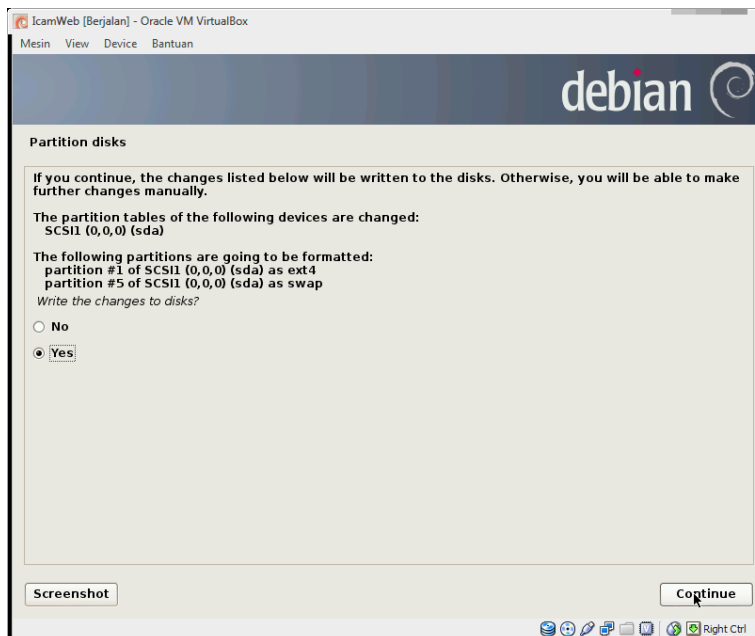 IcamWeb [Berjalan] - Oracle VM VirtualBox
Mesin View Device Bantuan
debian
Partition disks
If you continue, the changes listed below will be written to the disks. Otherwise, you will be able to make
further changes manually.
The partition tables of the following devices are changed:
SCSI1 (0,0,0) (sda)
The following partitions are going to be formatted:
partition #1 of SCSI1 (0,0,0) (sda) as ext4
partition #5 of SCSI1 (0,0,0) (sda) as swap
Write the changes to disks?
No
Yes
Screenshot
Continue
Right Ctrl